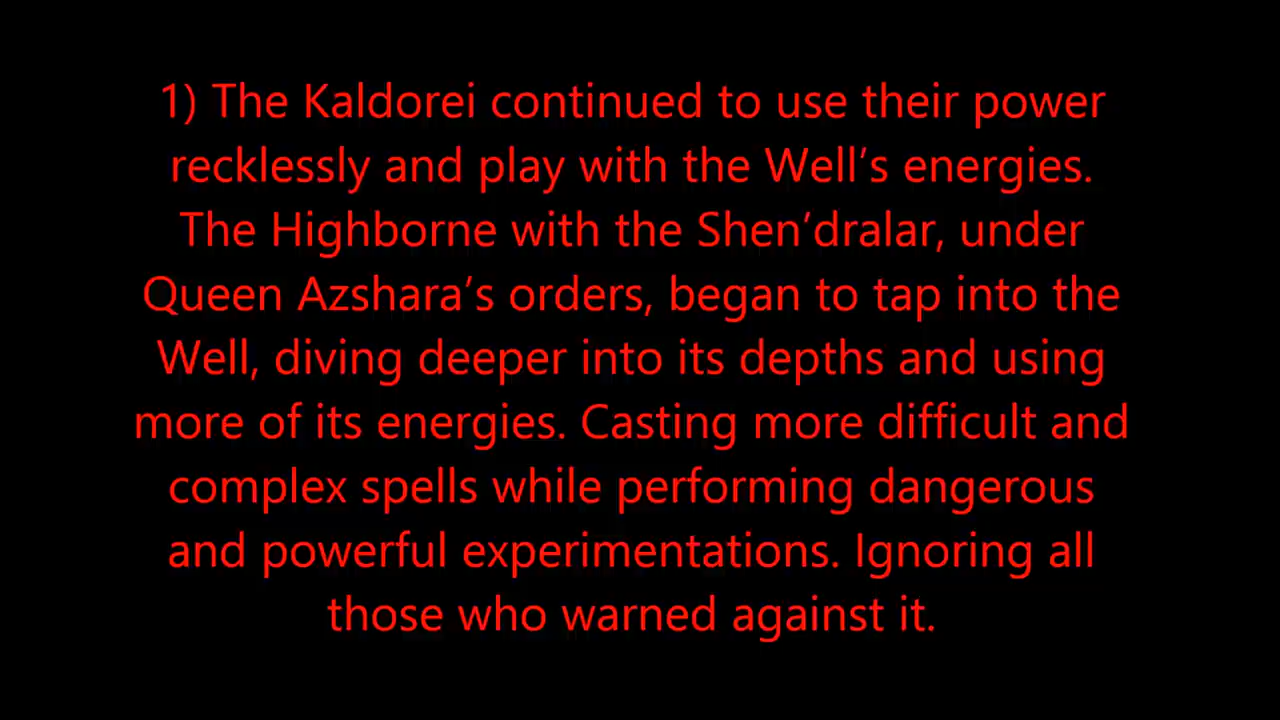 1) The Kaldorei continued to use their power
recklessly and play with the Well’s energies.
The Highborne with the Shen’dralar, under
Queen Azshara’s orders, began to tap into the
Well, diving deeper into its depths and using
more of its energies. Casting more difficult and
complex spells while performing dangerous
and powerful experimentations. Ignoring all
those who warned against it.